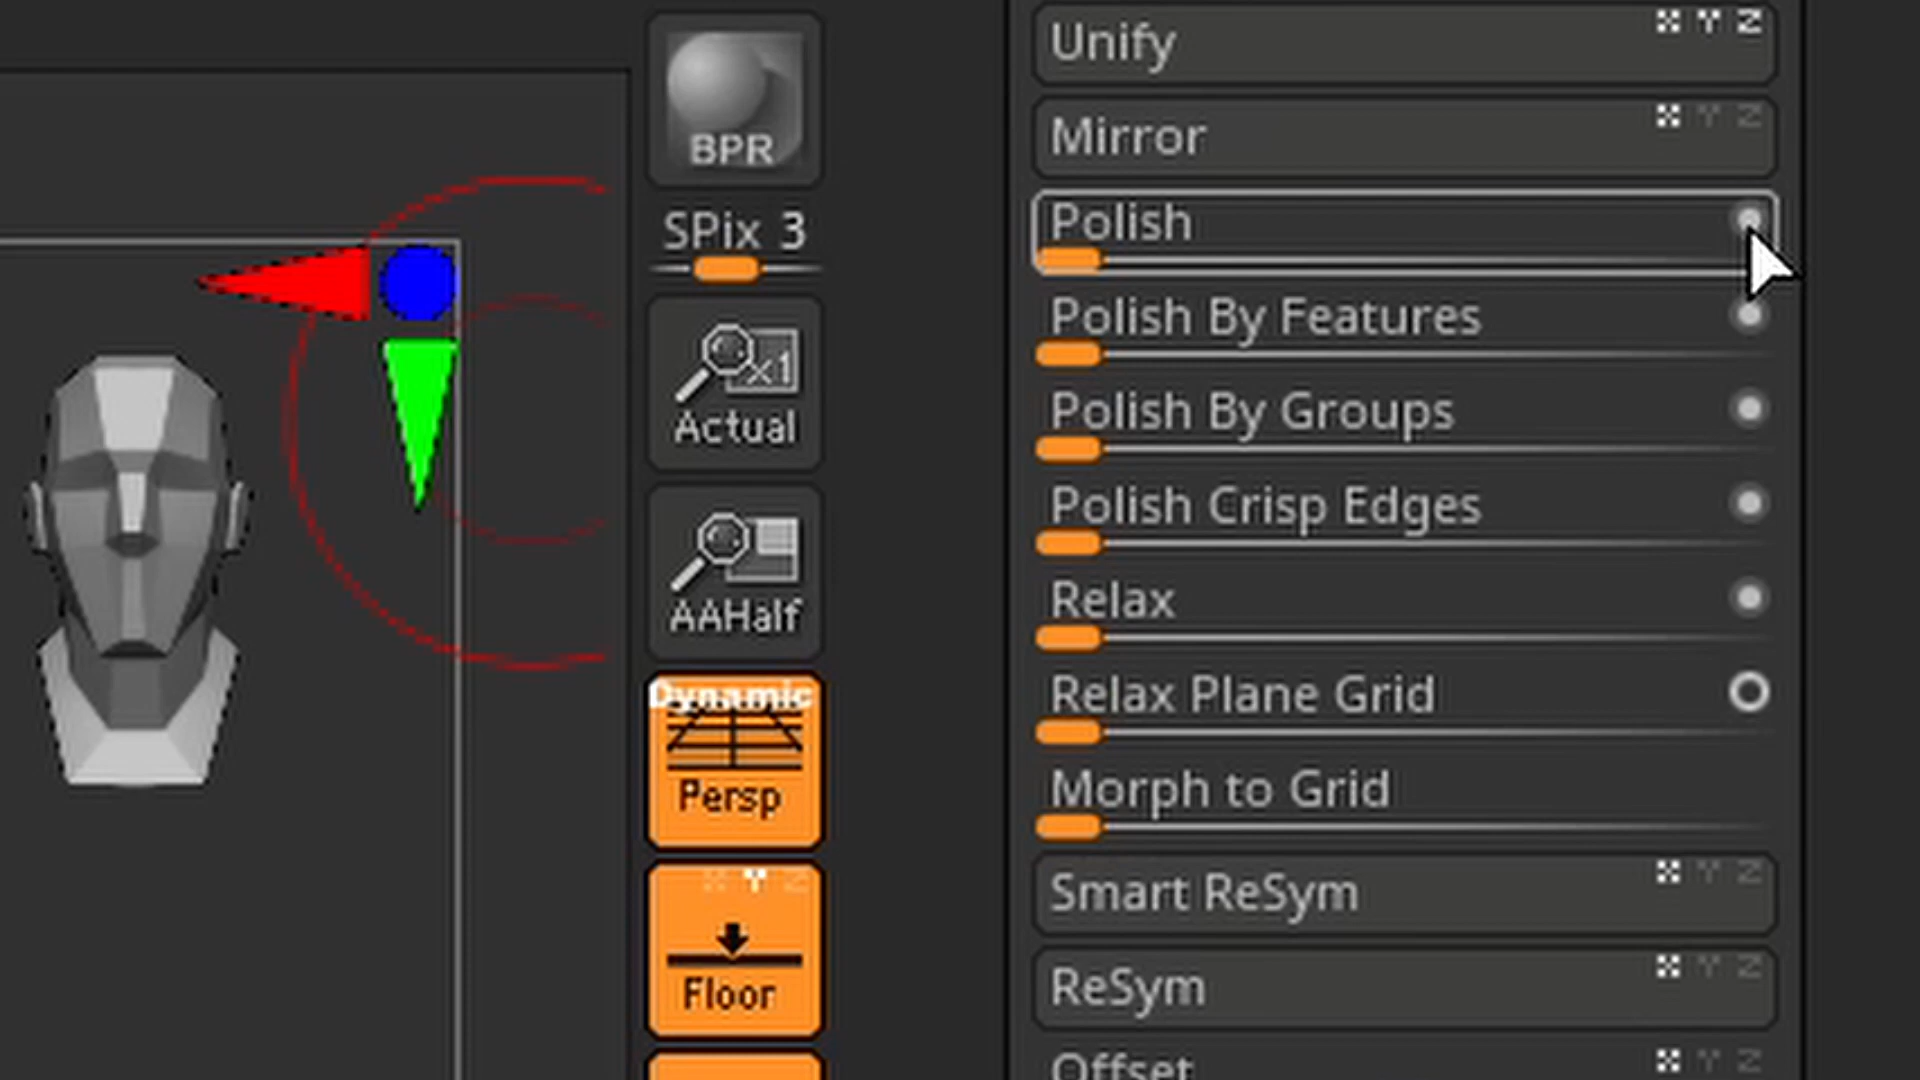 BPR
SPix 3
x1
Actual
AAHalf
Dynamic
Persp
Y Z
Floor
Unify
X Y Z
Mirror
X Y Z
Polish
Polish By Features
Polish By Groups
Polish Crisp Edges
Relax
Relax Plane Grid
Morph to Grid
Smart ReSym
X Y Z
ReSym
X Y Z
Offset
X Y Z